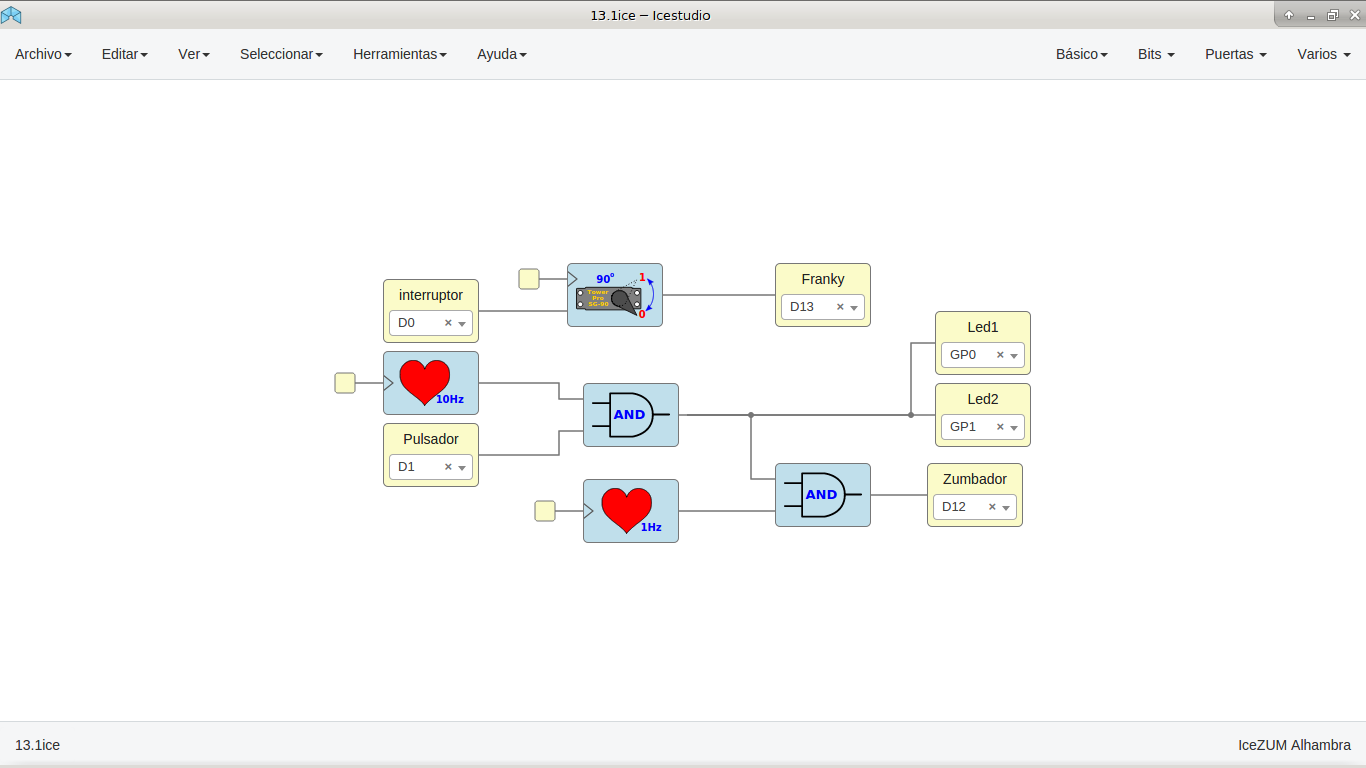 13.1ice – Icestudio
Archivo Editar Ver Seleccionar Herramientas Ayuda Básico Bits Puertas Varios
interruptor
D0
90º 1
Tower
Pro
SG-90
0
Franky
D13
10Hz
Pulsador
D1
AND
Led1
GP0
Led2
GP1
1Hz
AND
Zumbador
D12
13.1ice IceZUM Alhambra